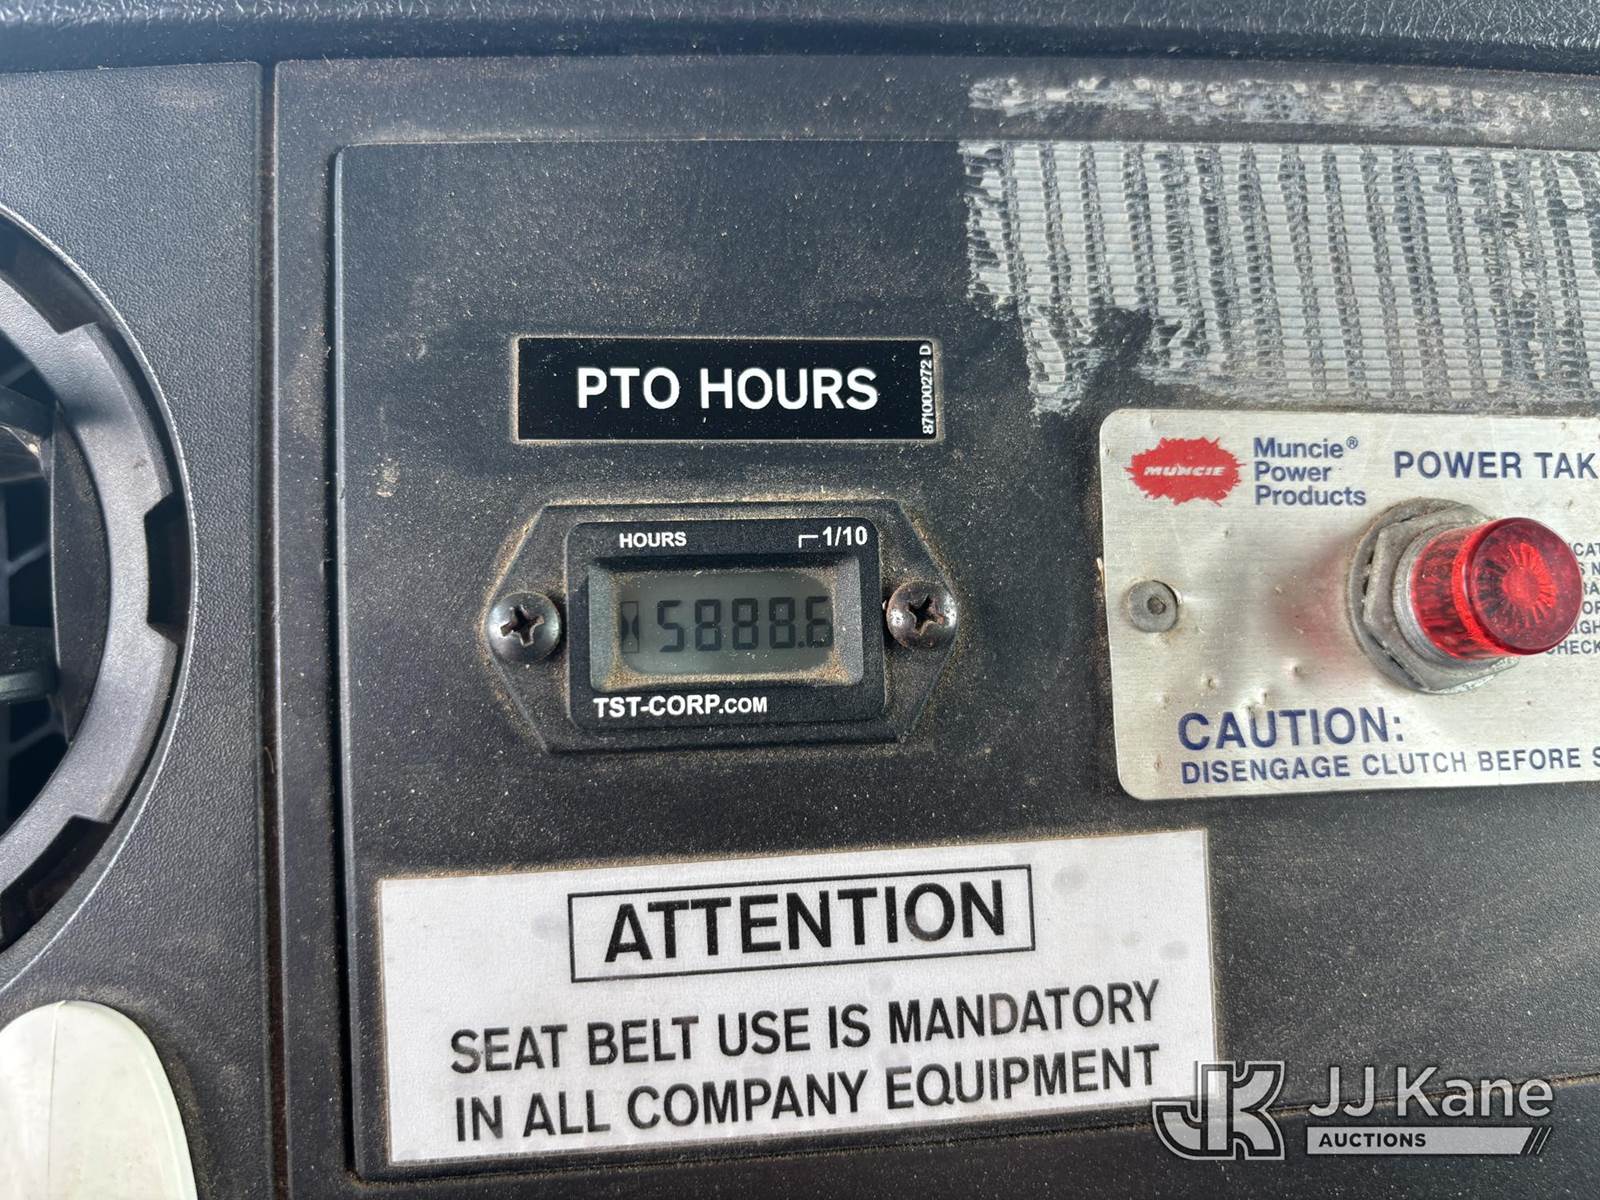 PTO HOURS
871000272 D
HOURS
1/10
5888.6
TST-CORP.COM
MUNCIE
Muncie®
Power
Products
POWER TAK
CAUTION:
DISENGAGE CLUTCH BEFORE S
ATTENTION
SEAT BELT USE IS MANDATORY
IN ALL COMPANY EQUIPMENT
JK
JJ Kane
AUCTIONS